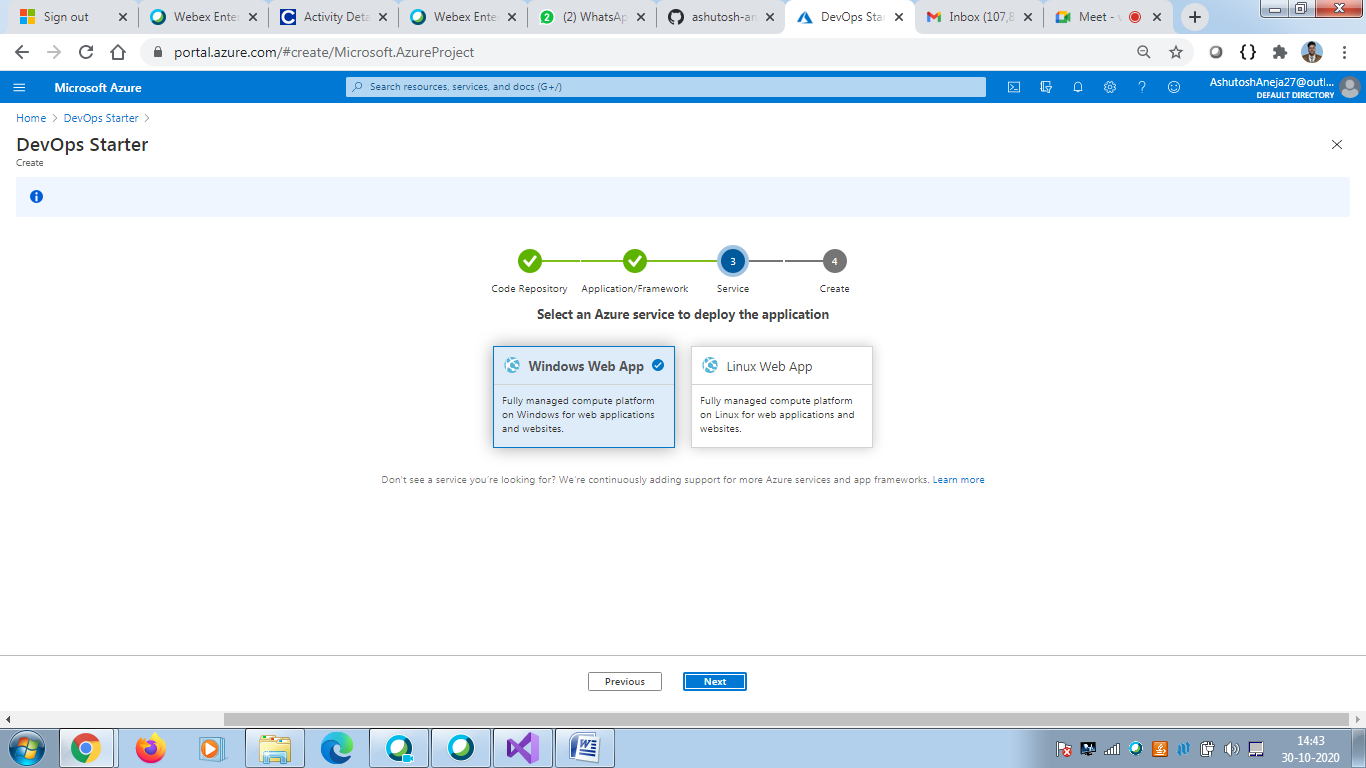 Sign out
Webex Ente
Activity Deta
Webex Ente
(2) WhatsAp
ashutosh-an
DevOps Star
Inbox (107,8
Meet -
portal.azure.com/#create/Microsoft.AzureProject
Microsoft Azure
Search resources, services, and docs (G+/)
AshutoshAneja27@outl...
DEFAULT DIRECTORY
Home > DevOps Starter >
DevOps Starter
Create
3
4
Code Repository
Application/Framework
Service
Create
Select an Azure service to deploy the application
Windows Web App
Fully managed compute platform
on Windows for web applications
and websites.
Linux Web App
Fully managed compute platform
on Linux for web applications and
websites.
Don't see a service you're looking for? We're continuously adding support for more Azure services and app frameworks. Learn more
Previous
Next
14:43
30-10-2020